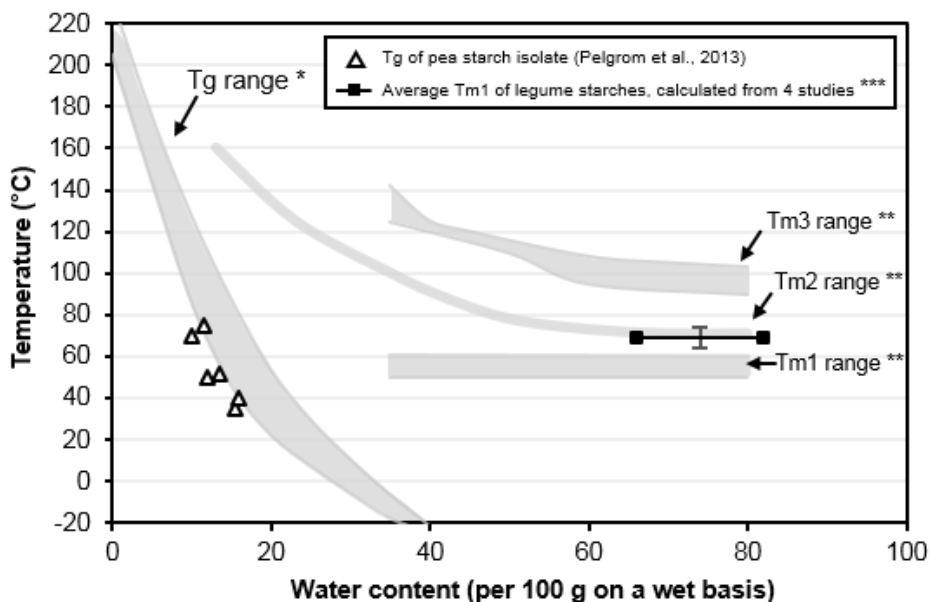 220
200
180
160
140
120
100
80
60
40
20
0
-20
Temperature (°C)
Tg of pea starch isolate (Pelgrom et al., 2013)
Average Tm1 of legume starches, calculated from 4 studies ***
Tg range *
Tm3 range **
Tm2 range **
Tm1 range **
0 20 40 60 80 100
Water content (per 100 g on a wet basis)